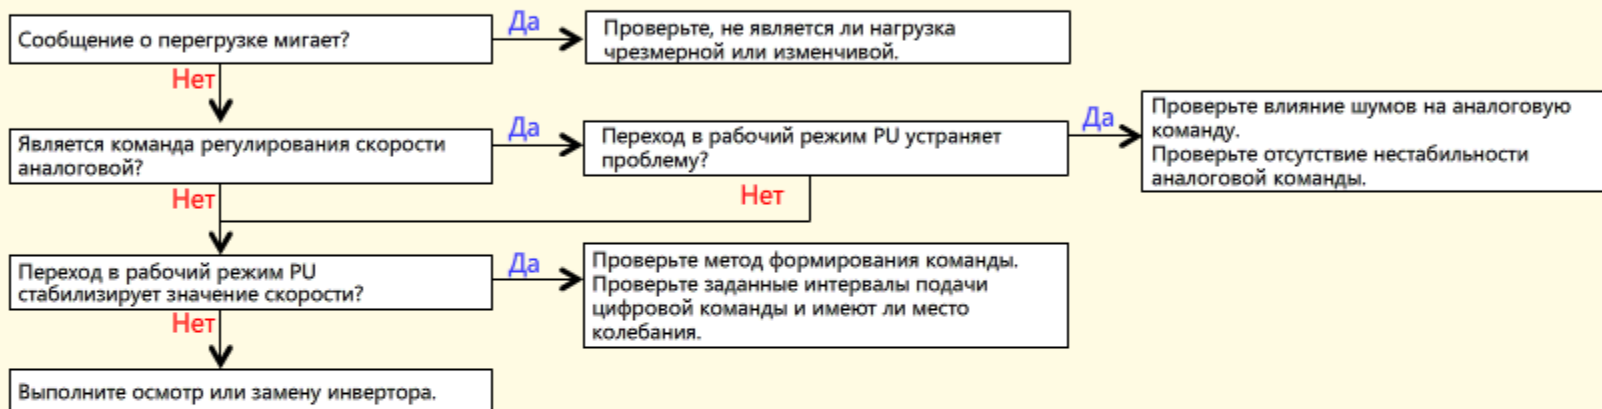 Сообщение о перегрузке мигает?
Да
Проверьте, не является ли нагрузка
чрезмерной или изменчивой.
Нет
Является команда регулирования скорости
аналоговой?
Да
Переход в рабочий режим PU устраняет
проблему?
Да
Проверьте влияние шумов на аналоговую
команду.
Проверьте отсутствие нестабильности
аналоговой команды.
Нет
Нет
Переход в рабочий режим PU
стабилизирует значение скорости?
Да
Проверьте метод формирования команды.
Проверьте заданные интервалы подачи
цифровой команды и имеют ли место
колебания.
Нет
Выполните осмотр или замену инвертора.